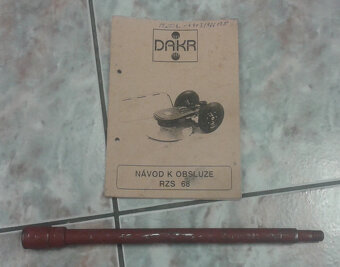 DAKR
NÁVOD K OBSLUZE
RZS 68